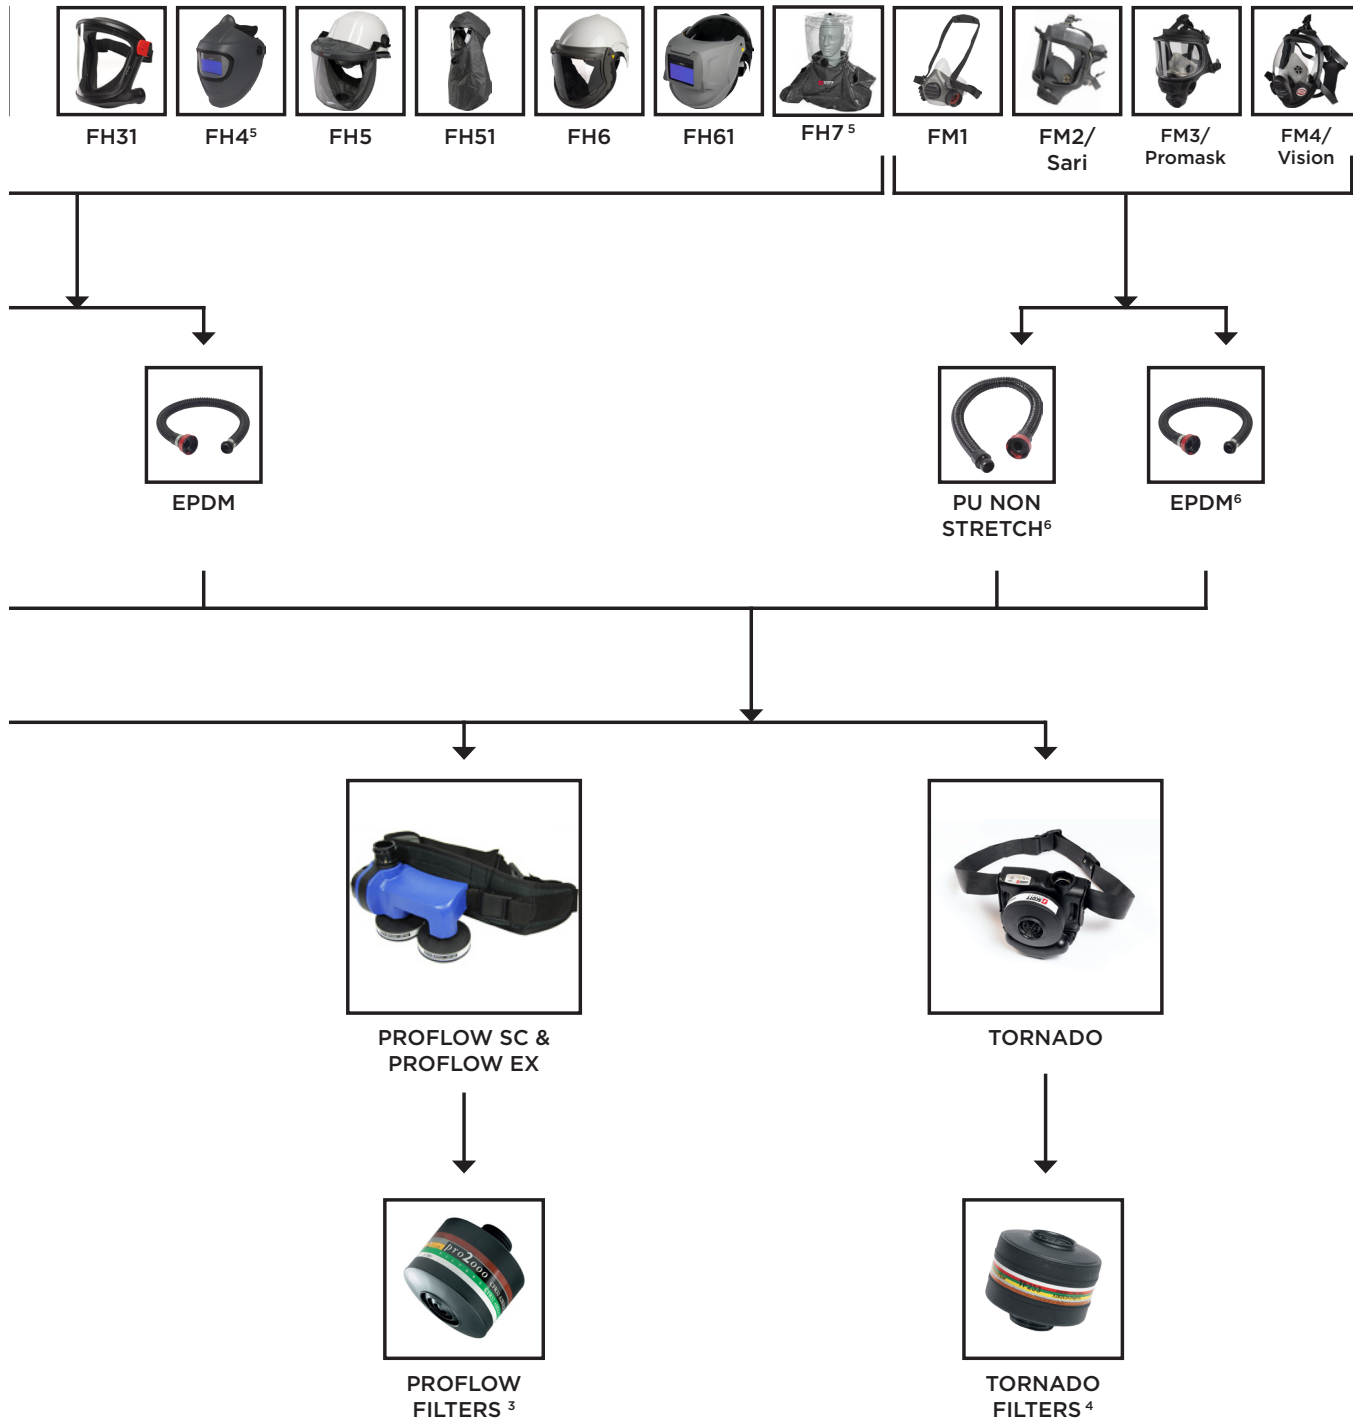 FH31
FH4⁵
FH5
FH51
FH6
FH61
FH7 ⁵
FM1
FM2/
Sari
FM3/
Promask
FM4/
Vision
EPDM
PU NON
STRETCH⁶
EPDM⁶
PROFLOW SC &
PROFLOW EX
TORNADO
pro2000
PROFLOW
FILTERS ³
TORNADO
FILTERS ⁴